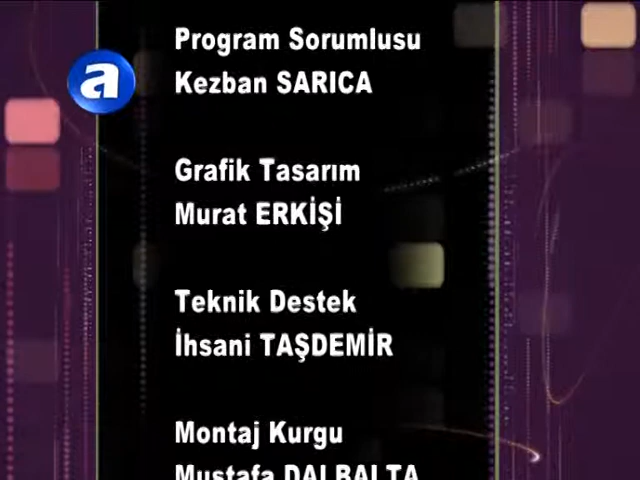 a
Program Sorumlusu
Kezban SARICA
Grafik Tasarım
Murat ERKİŞİ
Teknik Destek
İhsani TAŞDEMİR
Montaj Kurgu
Mustafa DALBALTA